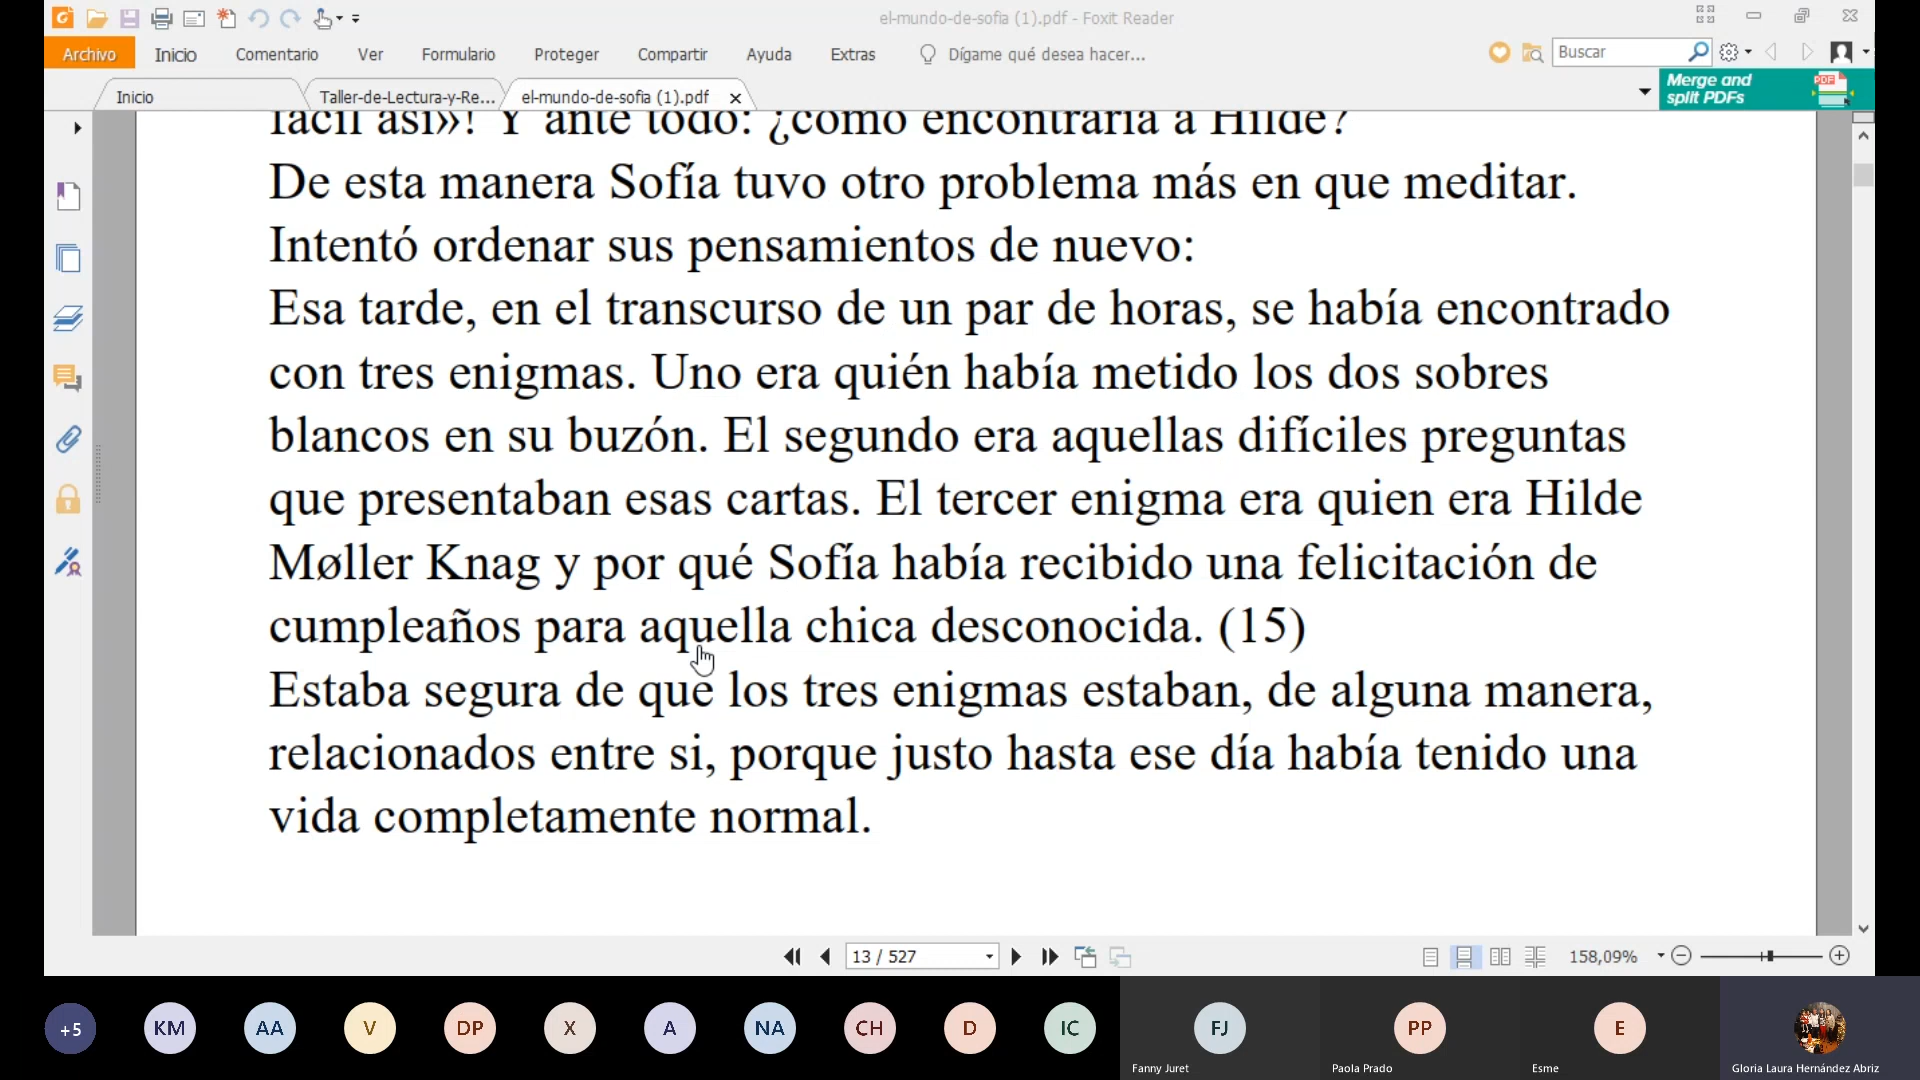 el-mundo-de-sofia (1).pdf - Foxit Reader
Archivo Inicio Comentario Ver Formulario Proteger Compartir Ayuda Extras Dígame qué desea hacer... Buscar
Inicio Taller-de-Lectura-y-Re... el-mundo-de-sofia (1).pdf
Merge and
split PDFs
PDF
fácil así»! Y ante todo: ¿cómo encontraría a Hilde?
De esta manera Sofía tuvo otro problema más en que meditar.
Intentó ordenar sus pensamientos de nuevo:
Esa tarde, en el transcurso de un par de horas, se había encontrado
con tres enigmas. Uno era quién había metido los dos sobres
blancos en su buzón. El segundo era aquellas difíciles preguntas
que presentaban esas cartas. El tercer enigma era quien era Hilde
Møller Knag y por qué Sofía había recibido una felicitación de
cumpleaños para aquella chica desconocida. (15)
Estaba segura de que los tres enigmas estaban, de alguna manera,
relacionados entre si, porque justo hasta ese día había tenido una
vida completamente normal.
13 / 527
158,09%
+5 KM AA V DP X A NA CH D IC FJ PP E
Fanny Juret Paola Prado Esme Gloria Laura Hernández Abriz